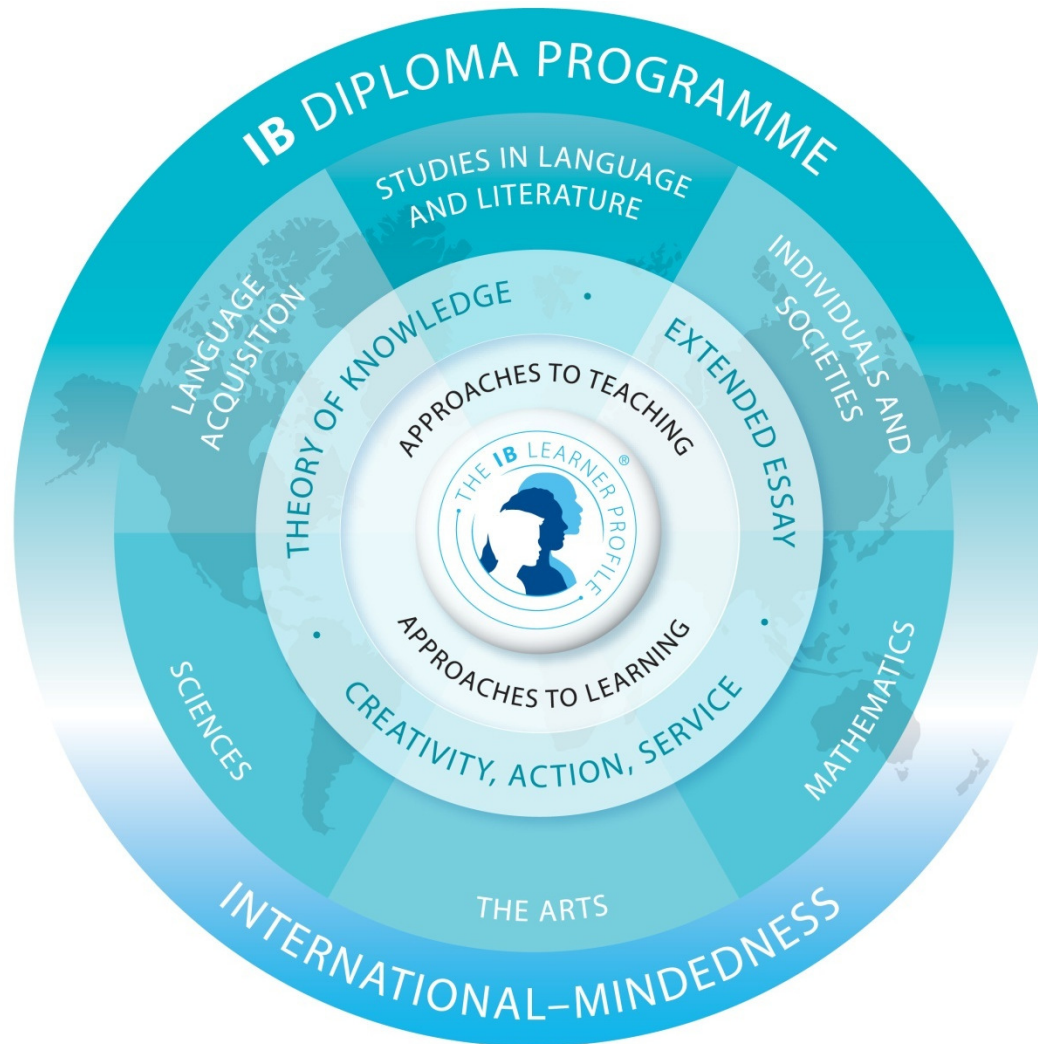 IB DIPLOMA PROGRAMME
STUDIES IN LANGUAGE
AND LITERATURE
LANGUAGE
ACQUISITION
INDIVIDUALS AND
SOCIETIES
THEORY OF KNOWLEDGE
EXTENDED ESSAY
APPROACHES TO TEACHING
THE IB LEARNER PROFILE®
APPROACHES TO LEARNING
CREATIVITY, ACTION, SERVICE
SCIENCES
MATHEMATICS
THE ARTS
INTERNATIONAL–MINDEDNESS